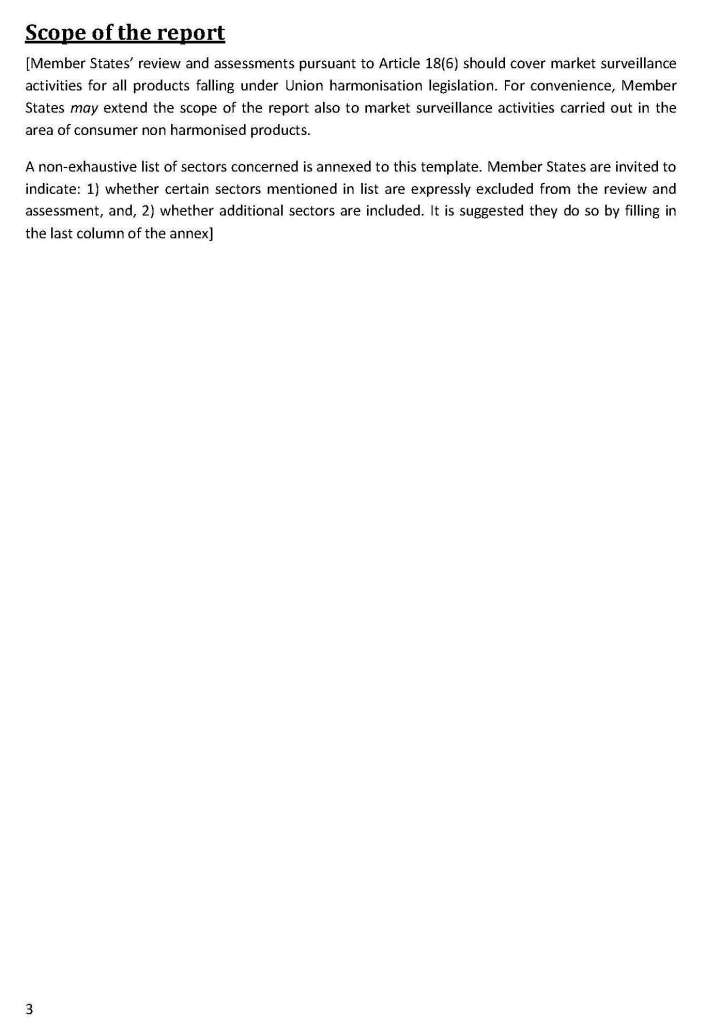 Scope of the report
[Member States’ review and assessments pursuant to Article 18(6) should cover market surveillance
activities for all products falling under Union harmonisation legislation. For convenience, Member
States may extend the scope of the report also to market surveillance activities carried out in the
area of consumer non harmonised products.
A non-exhaustive list of sectors concerned is annexed to this template. Member States are invited to
indicate: 1) whether certain sectors mentioned in list are expressly excluded from the review and
assessment, and, 2) whether additional sectors are included. It is suggested they do so by filling in
the last column of the annex]
3